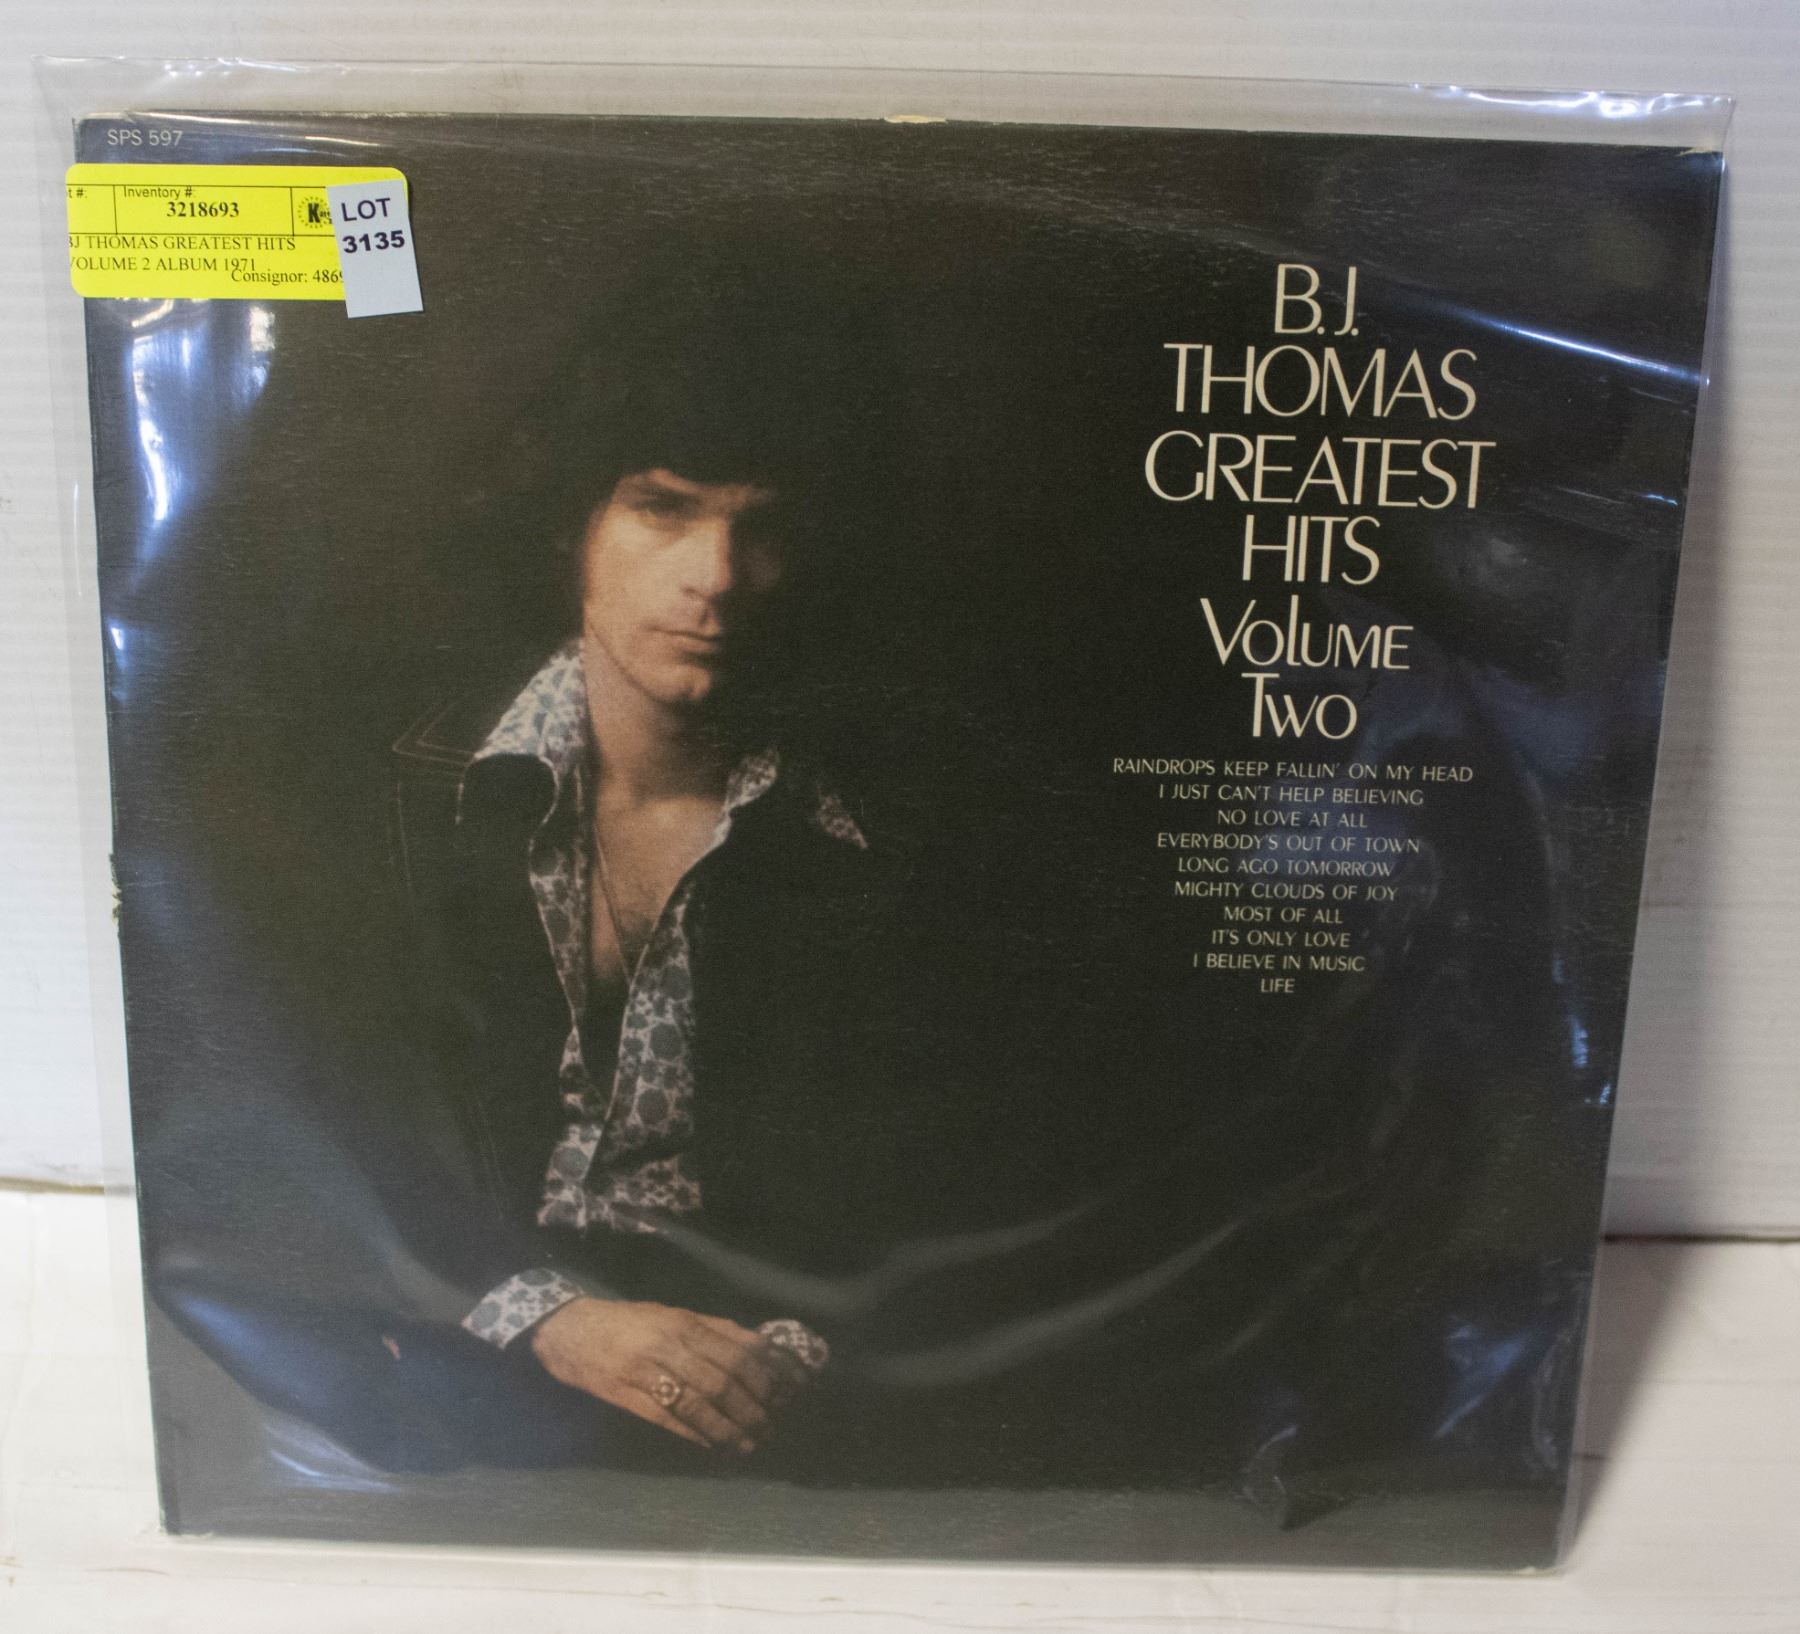 SPS 597
t #:
Inventory #:
3218693
K
LOT
3135
BJ THOMAS GREATEST HITS
VOLUME 2 ALBUM 1971
Consignor: 4869
B.J.
THOMAS
GREATEST
HITS
VOLUME
TWO
RAINDROPS KEEP FALLIN' ON MY HEAD
I JUST CAN'T HELP BELIEVING
NO LOVE AT ALL
EVERYBODY'S OUT OF TOWN
LONG AGO TOMORROW
MIGHTY CLOUDS OF JOY
MOST OF ALL
IT'S ONLY LOVE
I BELIEVE IN MUSIC
LIFE